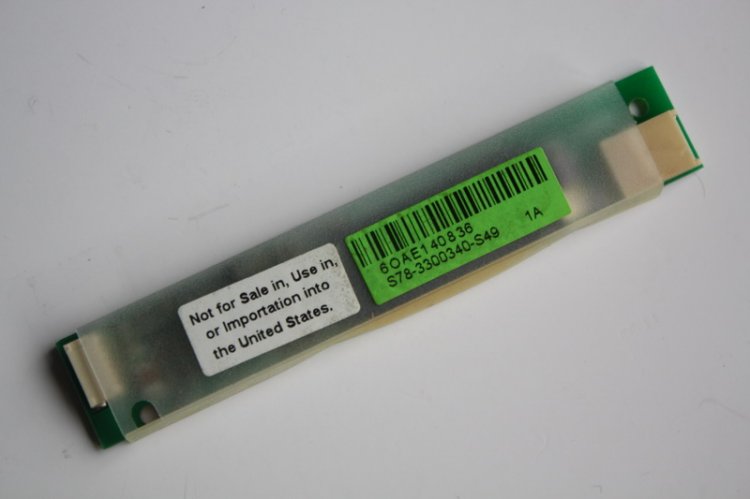 Not for Sale in, Use in,
or Importation into
the United States.
6OAE140836
S78-3300340-S49 1A